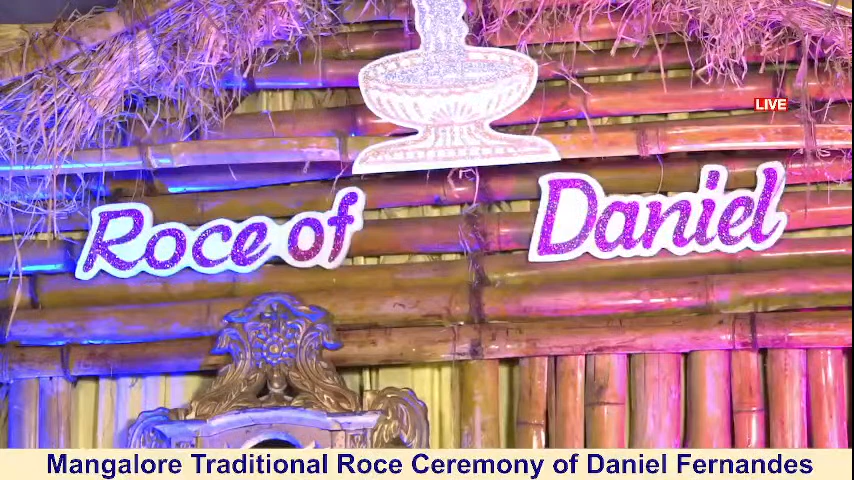 LIVE
Roce of Daniel
Mangalore Traditional Roce Ceremony of Daniel Fernandes